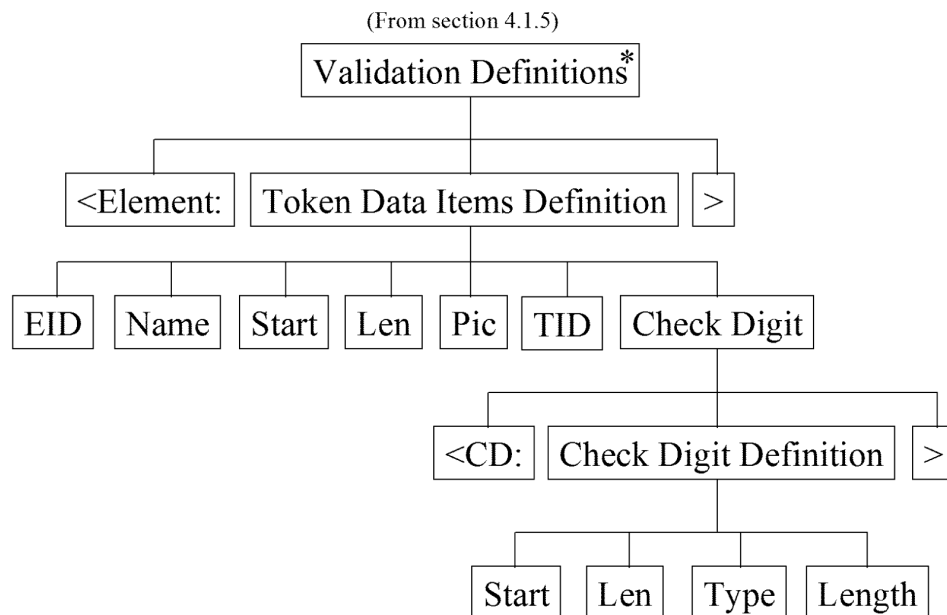 (From section 4.1.5)
Validation Definitions*
<Element: Token Data Items Definition >
EID Name Start Len Pic TID Check Digit
<CD: Check Digit Definition >
Start Len Type Length